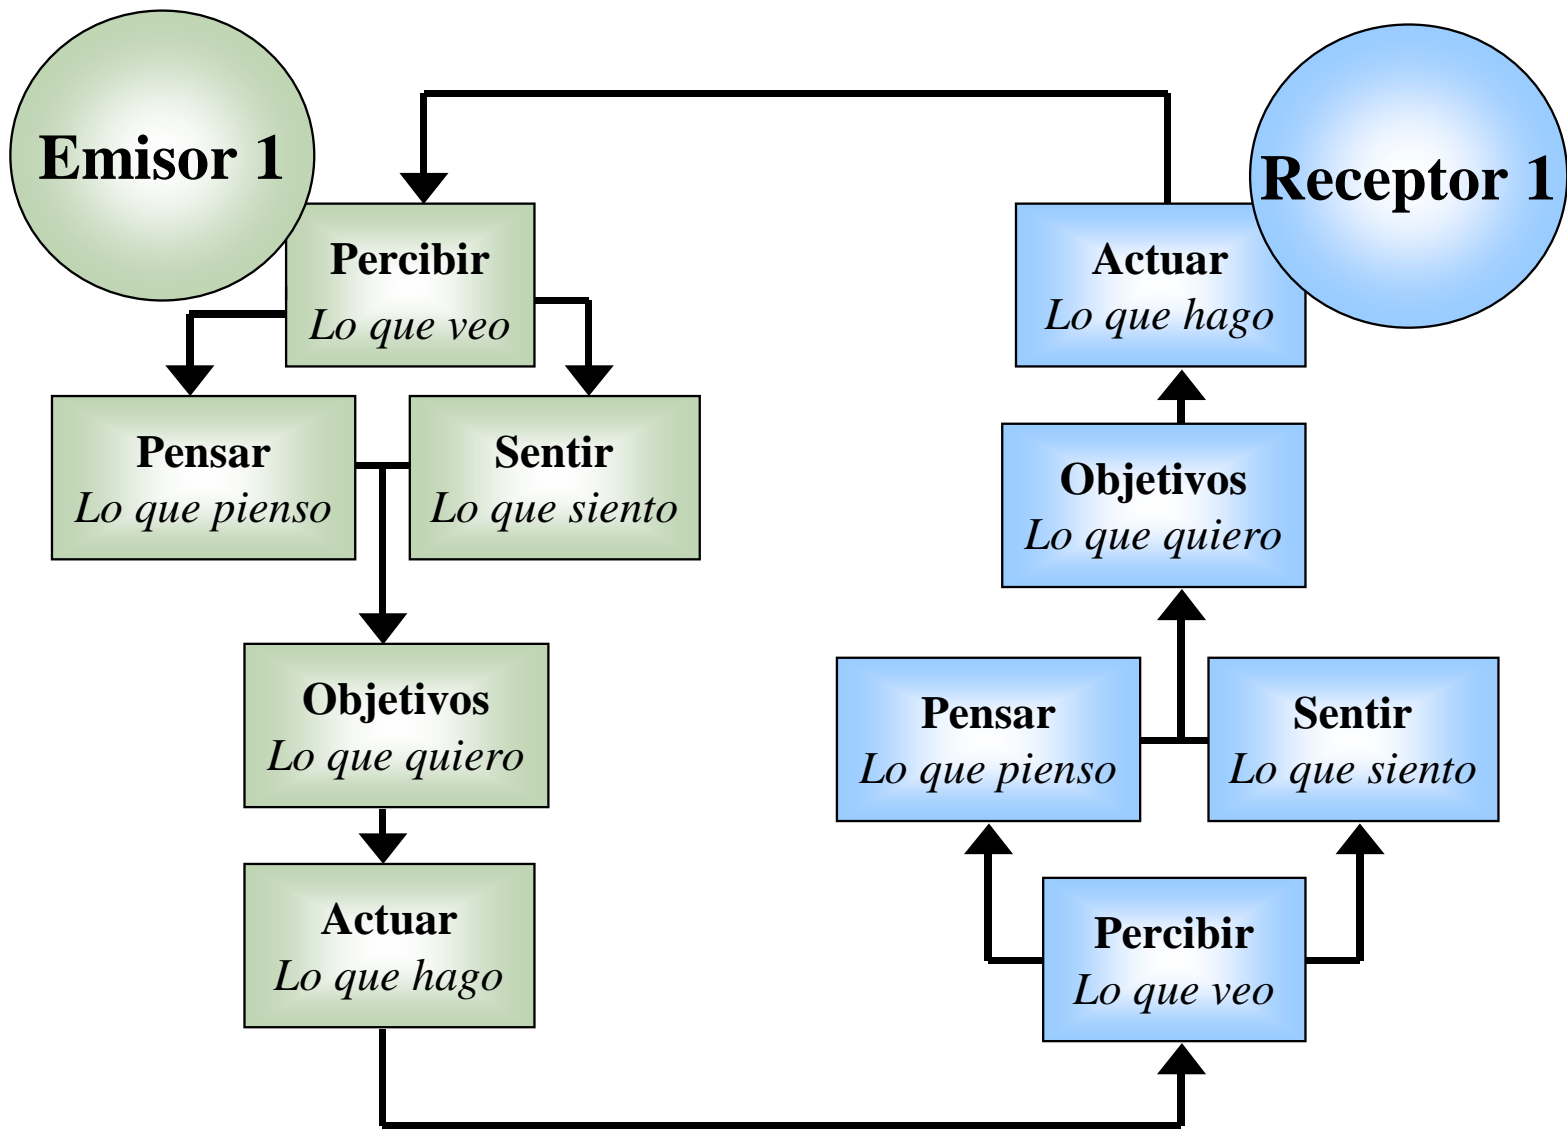 Emisor 1
Percibir
Lo que veo
Pensar
Lo que pienso
Sentir
Lo que siento
Objetivos
Lo que quiero
Actuar
Lo que hago
Receptor 1
Actuar
Lo que hago
Objetivos
Lo que quiero
Pensar
Lo que pienso
Sentir
Lo que siento
Percibir
Lo que veo